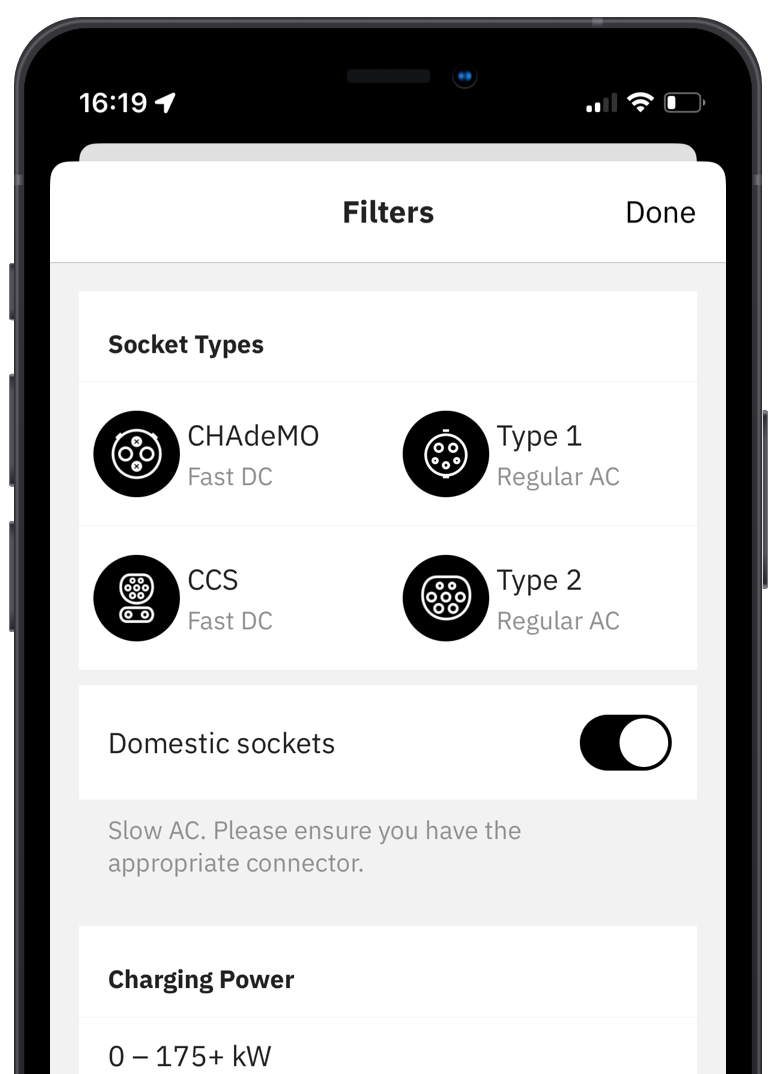 16:19
Filters
Done
Socket Types
CHAdeMO
Fast DC
Type 1
Regular AC
CCS
Fast DC
Type 2
Regular AC
Domestic sockets
Slow AC. Please ensure you have the
appropriate connector.
Charging Power
0 – 175+ kW